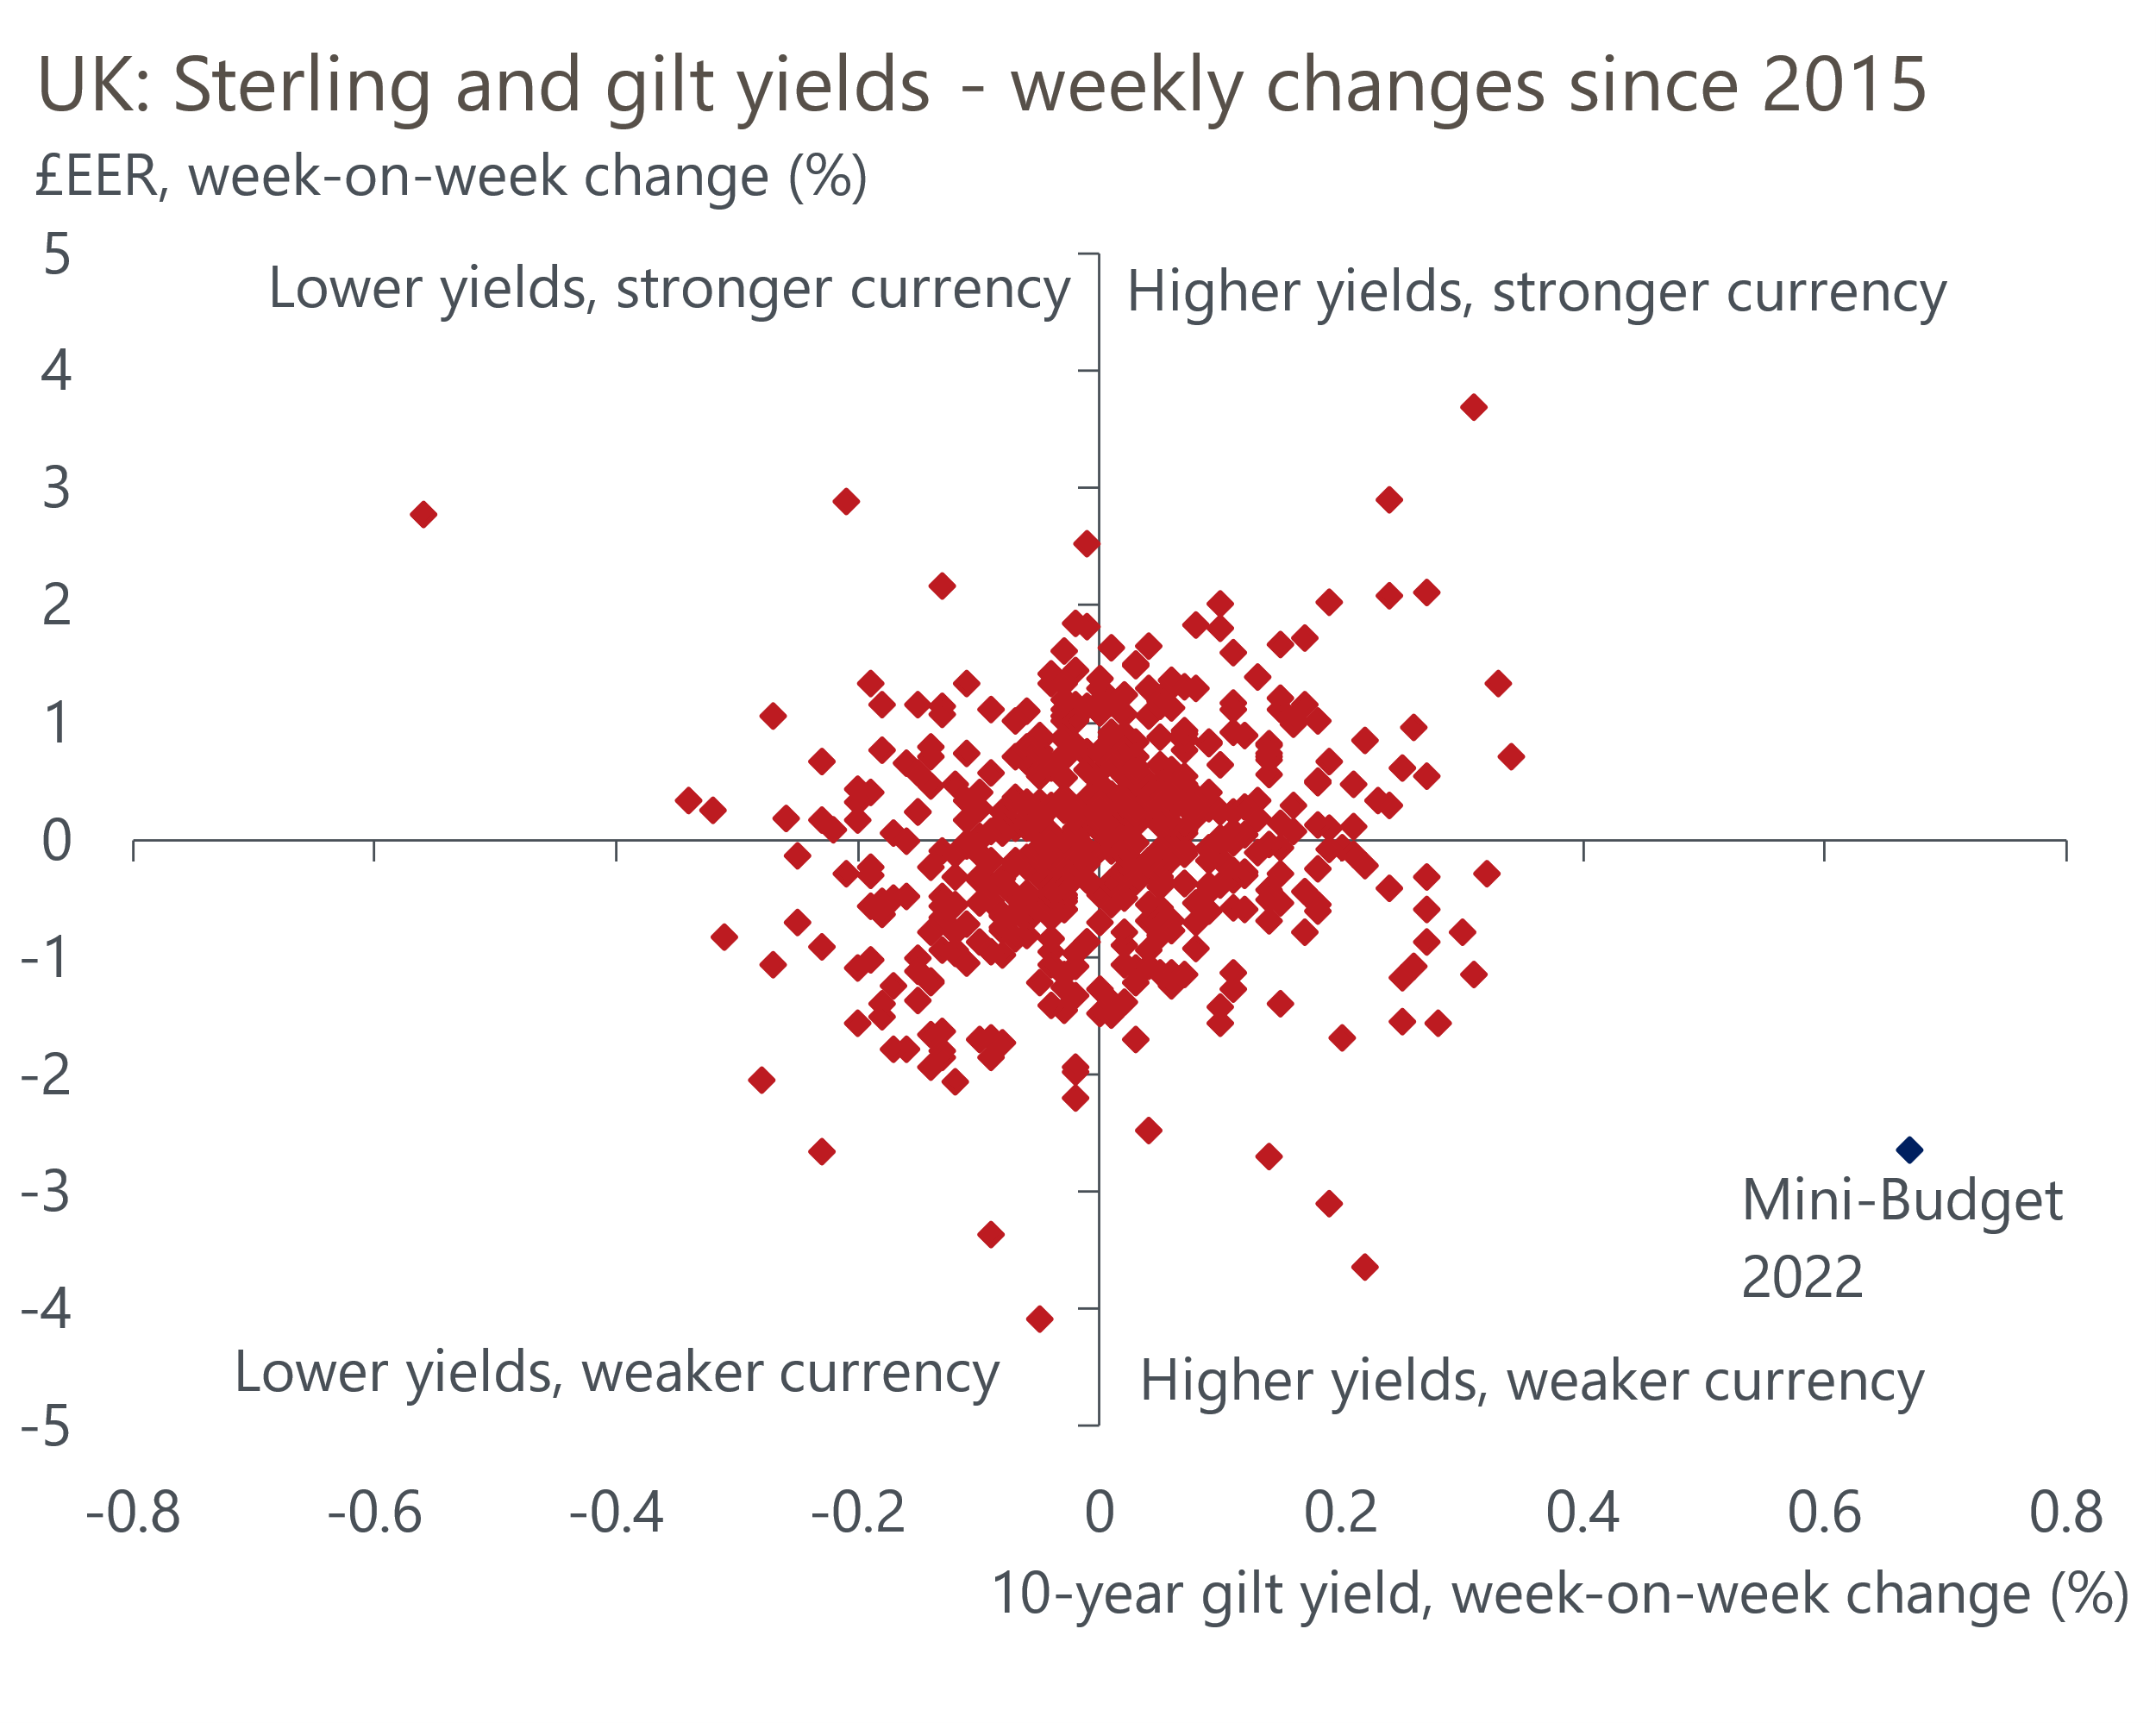 UK: Sterling and gilt yields - weekly changes since 2015
£EER, week-on-week change (%)
5
Lower yields, stronger currency
Higher yields, stronger currency
4
3
2
1
0
-1
-2
-3
Mini-Budget
2022
-4
Lower yields, weaker currency
Higher yields, weaker currency
-5
-0.8 -0.6 -0.4 -0.2 0 0.2 0.4 0.6 0.8
10-year gilt yield, week-on-week change (%)